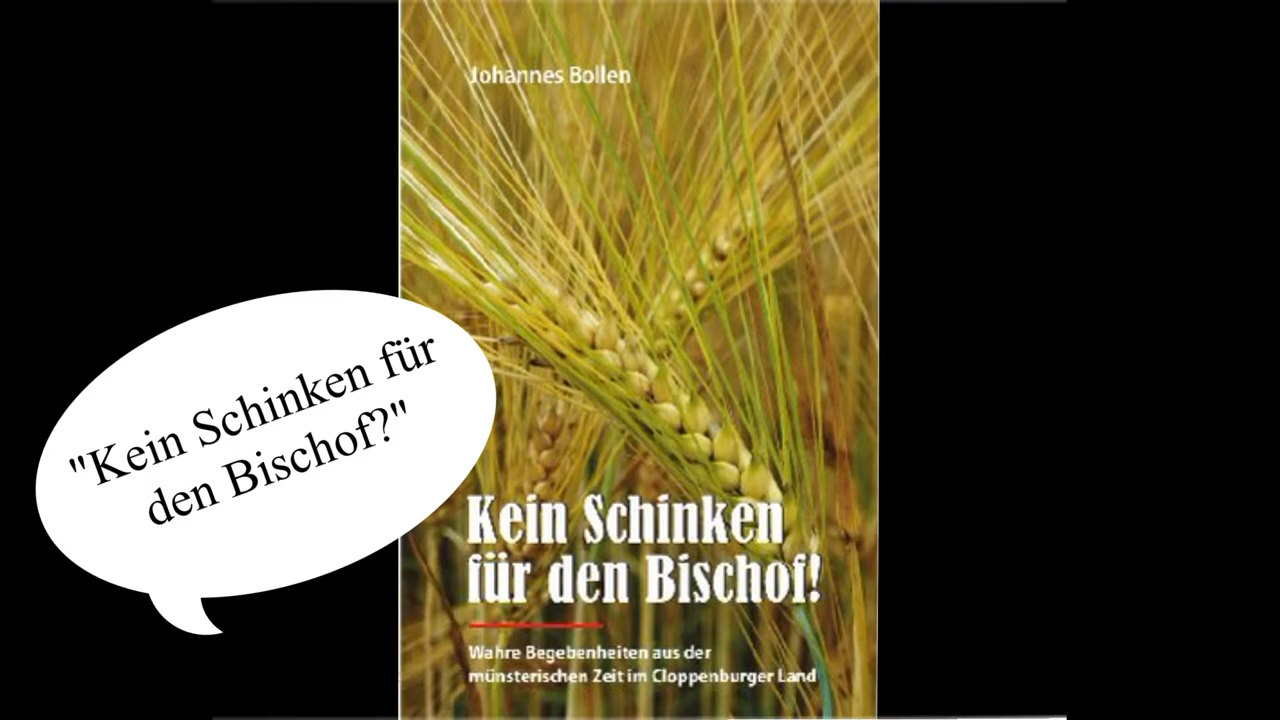 Johannes Bollen
"Kein Schinken für
den Bischof?"
Kein Schinken
für den Bischof!
Wahre Begebenheiten aus der
münsterischen Zeit im Cloppenburger Land